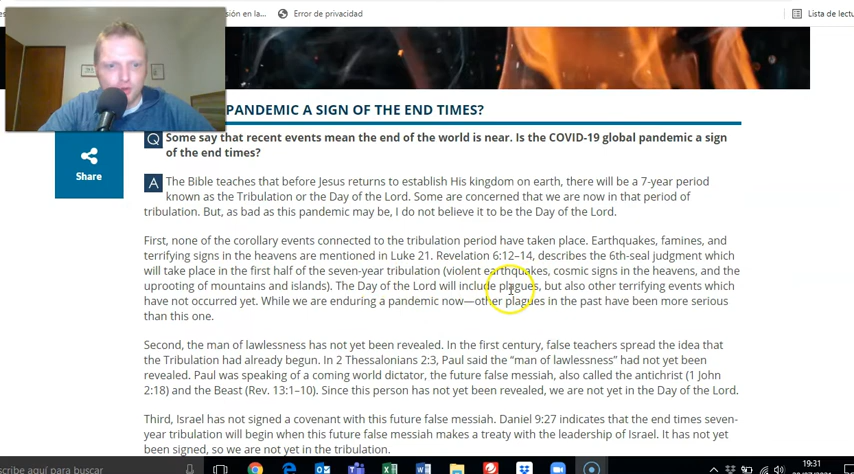 sión en la...
Error de privacidad
Lista de lectu
PANDEMIC A SIGN OF THE END TIMES?
Q Some say that recent events mean the end of the world is near. Is the COVID-19 global pandemic a sign
of the end times?
Share
A The Bible teaches that before Jesus returns to establish His kingdom on earth, there will be a 7-year period
known as the Tribulation or the Day of the Lord. Some are concerned that we are now in that period of
tribulation. But, as bad as this pandemic may be, I do not believe it to be the Day of the Lord.
First, none of the corollary events connected to the tribulation period have taken place. Earthquakes, famines, and
terrifying signs in the heavens are mentioned in Luke 21. Revelation 6:12–14, describes the 6th-seal judgment which
will take place in the first half of the seven-year tribulation (violent earthquakes, cosmic signs in the heavens, and the
uprooting of mountains and islands). The Day of the Lord will include plagues, but also other terrifying events which
have not occurred yet. While we are enduring a pandemic now—other plagues in the past have been more serious
than this one.
Second, the man of lawlessness has not yet been revealed. In the first century, false teachers spread the idea that
the Tribulation had already begun. In 2 Thessalonians 2:3, Paul said the “man of lawlessness” had not yet been
revealed. Paul was speaking of a coming world dictator, the future false messiah, also called the antichrist (1 John
2:18) and the Beast (Rev. 13:1–10). Since this person has not yet been revealed, we are not yet in the Day of the Lord.
Third, Israel has not signed a covenant with this future false messiah. Daniel 9:27 indicates that the end times seven-
year tribulation will begin when this future false messiah makes a treaty with the leadership of Israel. It has not yet
been signed, so we are not yet in the tribulation.
scribe aquí para buscar
19:31